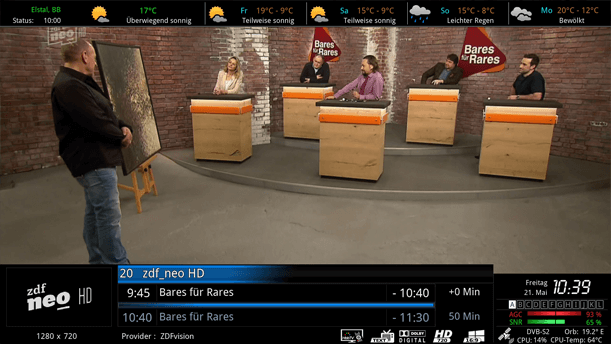 Elstal, 88
Status: 10:00
17°C
Überwiegend sonnig
Fr 19°C - 9°C
Teilweise sonnig
Sa 15°C - 9°C
Teilweise sonnig
So 15°C - 8°C
Leichter Regen
Mo 20°C - 12°C
Bewölkt
neo
Bares
für
Rares
Bares
für
Rares
20 zdf_neo HD
9:45 Bares für Rares - 10:40 +0 Min
10:40 Bares für Rares - 11:30 50 Min
zdf
neo HD
1280 x 720
Provider : ZDFvision
TEXT
DOLBY
DIGITAL
HD
720
16:9
Freitag
21. Mai
10:39
A B C D E F G H I J K L
AGC 93 %
SNR 65 %
DVB-S2 Orb: 19.2° E
CPU: 14% CPU-Temp: 64°C